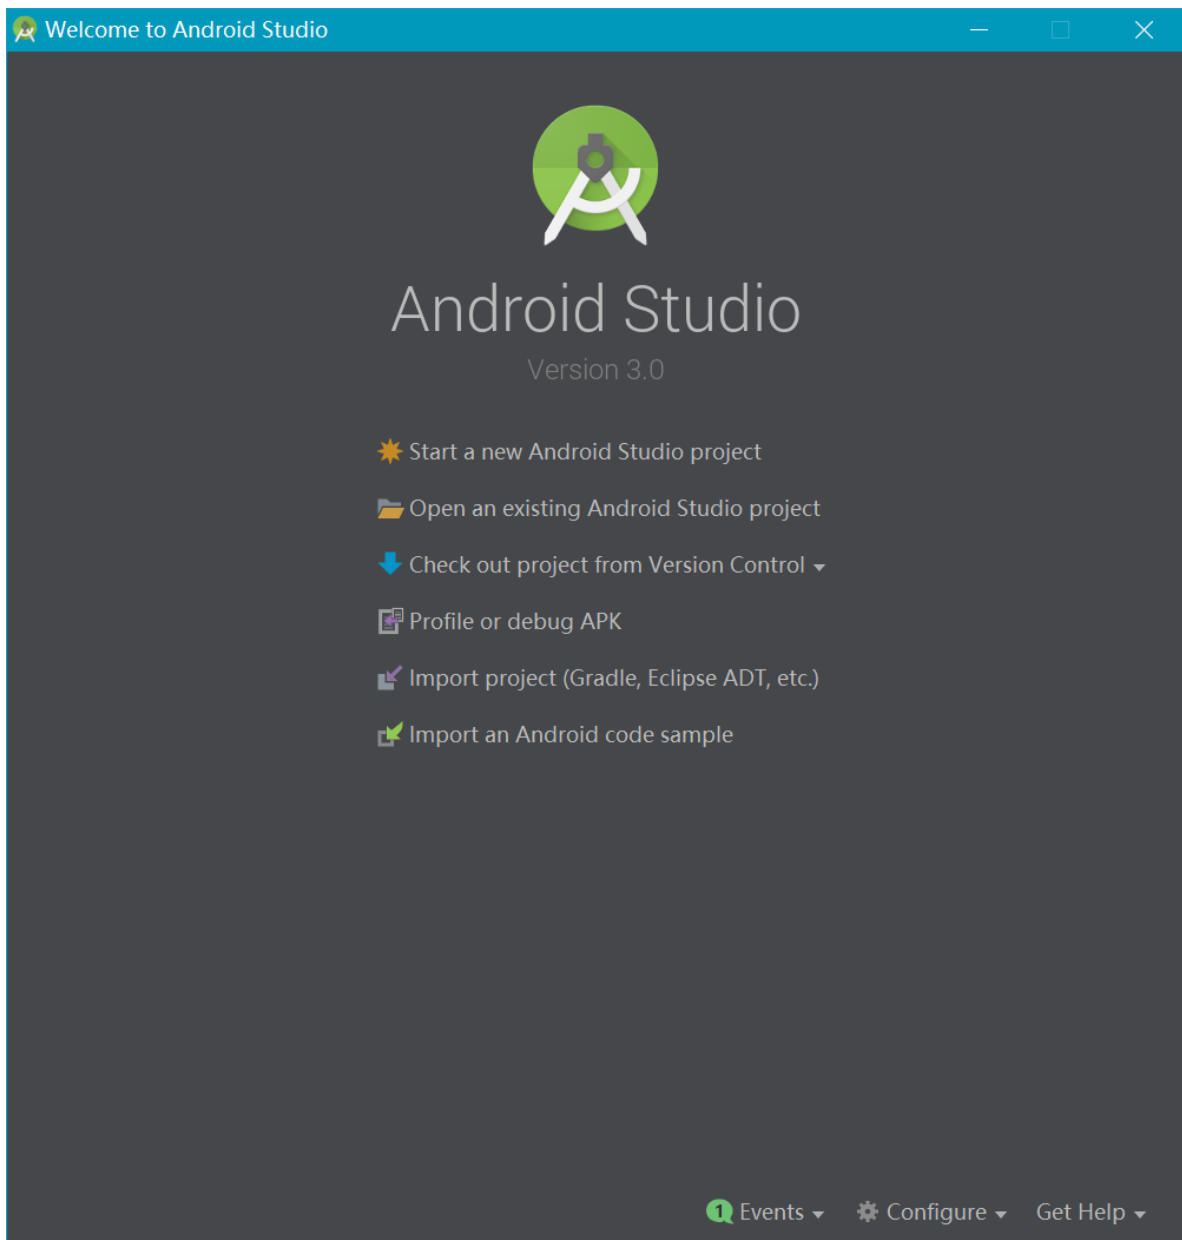 Welcome to Android Studio
Android Studio
Version 3.0
Start a new Android Studio project
Open an existing Android Studio project
Check out project from Version Control
Profile or debug APK
Import project (Gradle, Eclipse ADT, etc.)
Import an Android code sample
1 Events Configure Get Help